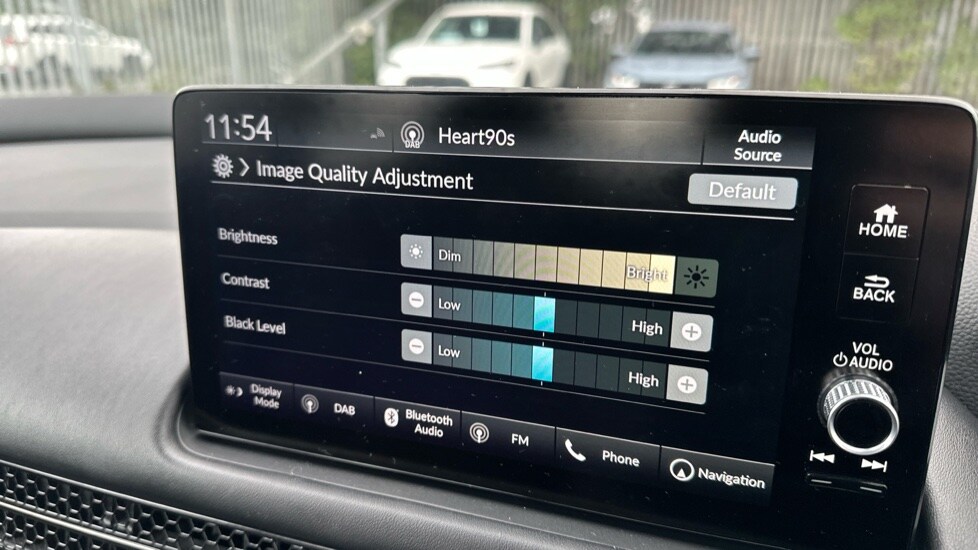 11:54
DAB
Heart90s
Audio
Source
Image Quality Adjustment
Default
Brightness
Dim
Bright
Contrast
Low
High
Black Level
Low
High
Display
Mode
DAB
Bluetooth
Audio
FM
Phone
Navigation
HOME
BACK
VOL
AUDIO